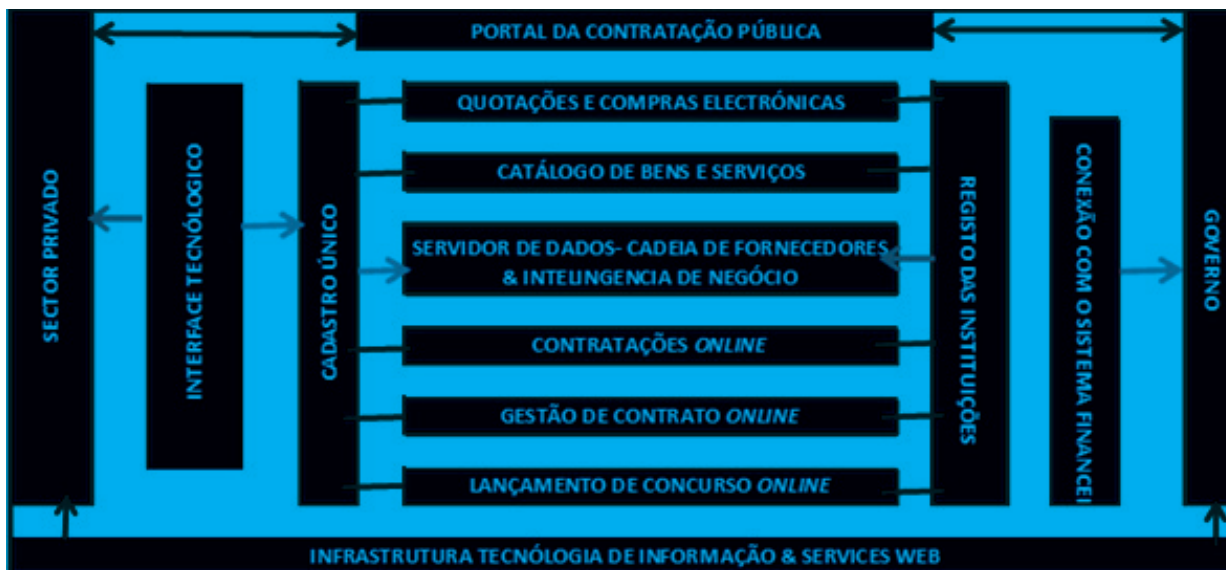 PORTAL DA CONTRATAÇÃO PÚBLICA
SECTOR PRIVADO
INTERFACE TECNÓLOGICO
CADASTRO ÚNICO
QUOTAÇÕES E COMPRAS ELECTRÓNICAS
CATÁLOGO DE BENS E SERVIÇOS
SERVIDOR DE DADOS- CADEIA DE FORNECEDORES
& INTELINGENCIA DE NEGÓCIO
CONTRATAÇÕES ONLINE
GESTÃO DE CONTRATO ONLINE
LANÇAMENTO DE CONCURSO ONLINE
REGISTO DAS INSTITUIÇÕES
CONEXÃO COM O SISTEMA FINANCEI
GOVERNO
INFRASTRUTURA TECNÓLOGIA DE INFORMAÇÃO & SERVICES WEB